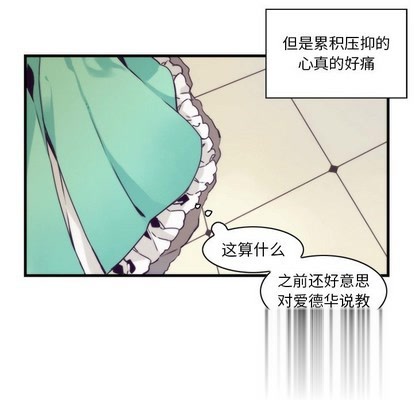 但是累积压抑的
心真的好痛
这算什么
之前还好意思
对爱德华说教